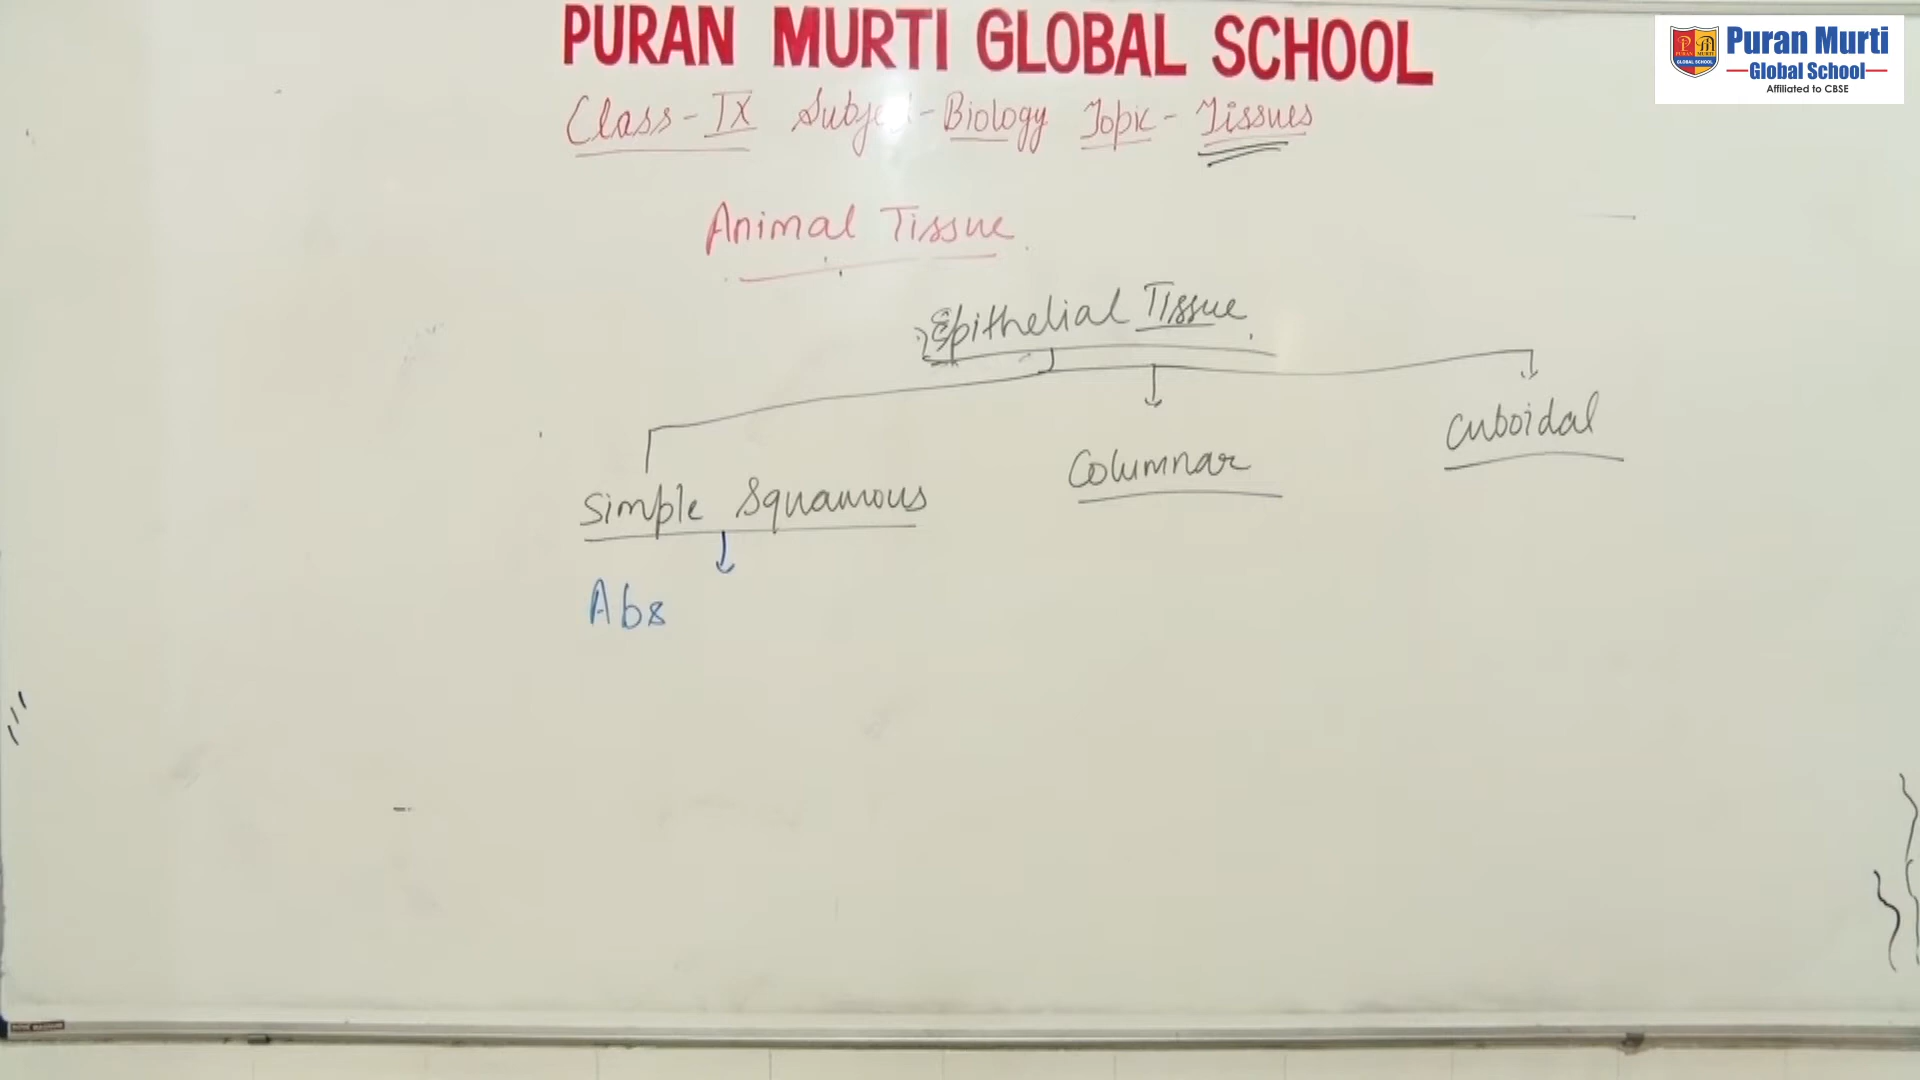 PURAN MURTI GLOBAL SCHOOL
Puran Murti
Global School
Affiliated to CBSE
Class - IX Subject - Biology Topic - Tissues
Animal Tissue
Epithelial Tissue
Simple Squamous
Columnar
Cuboidal
Abs